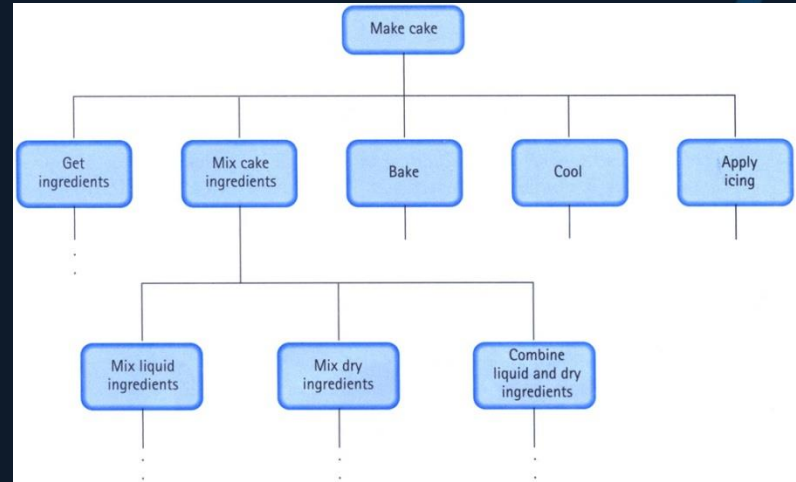 Make cake
Get
ingredients
Mix cake
ingredients
Bake
Cool
Apply
icing
Mix liquid
ingredients
Mix dry
ingredients
Combine
liquid and dry
ingredients